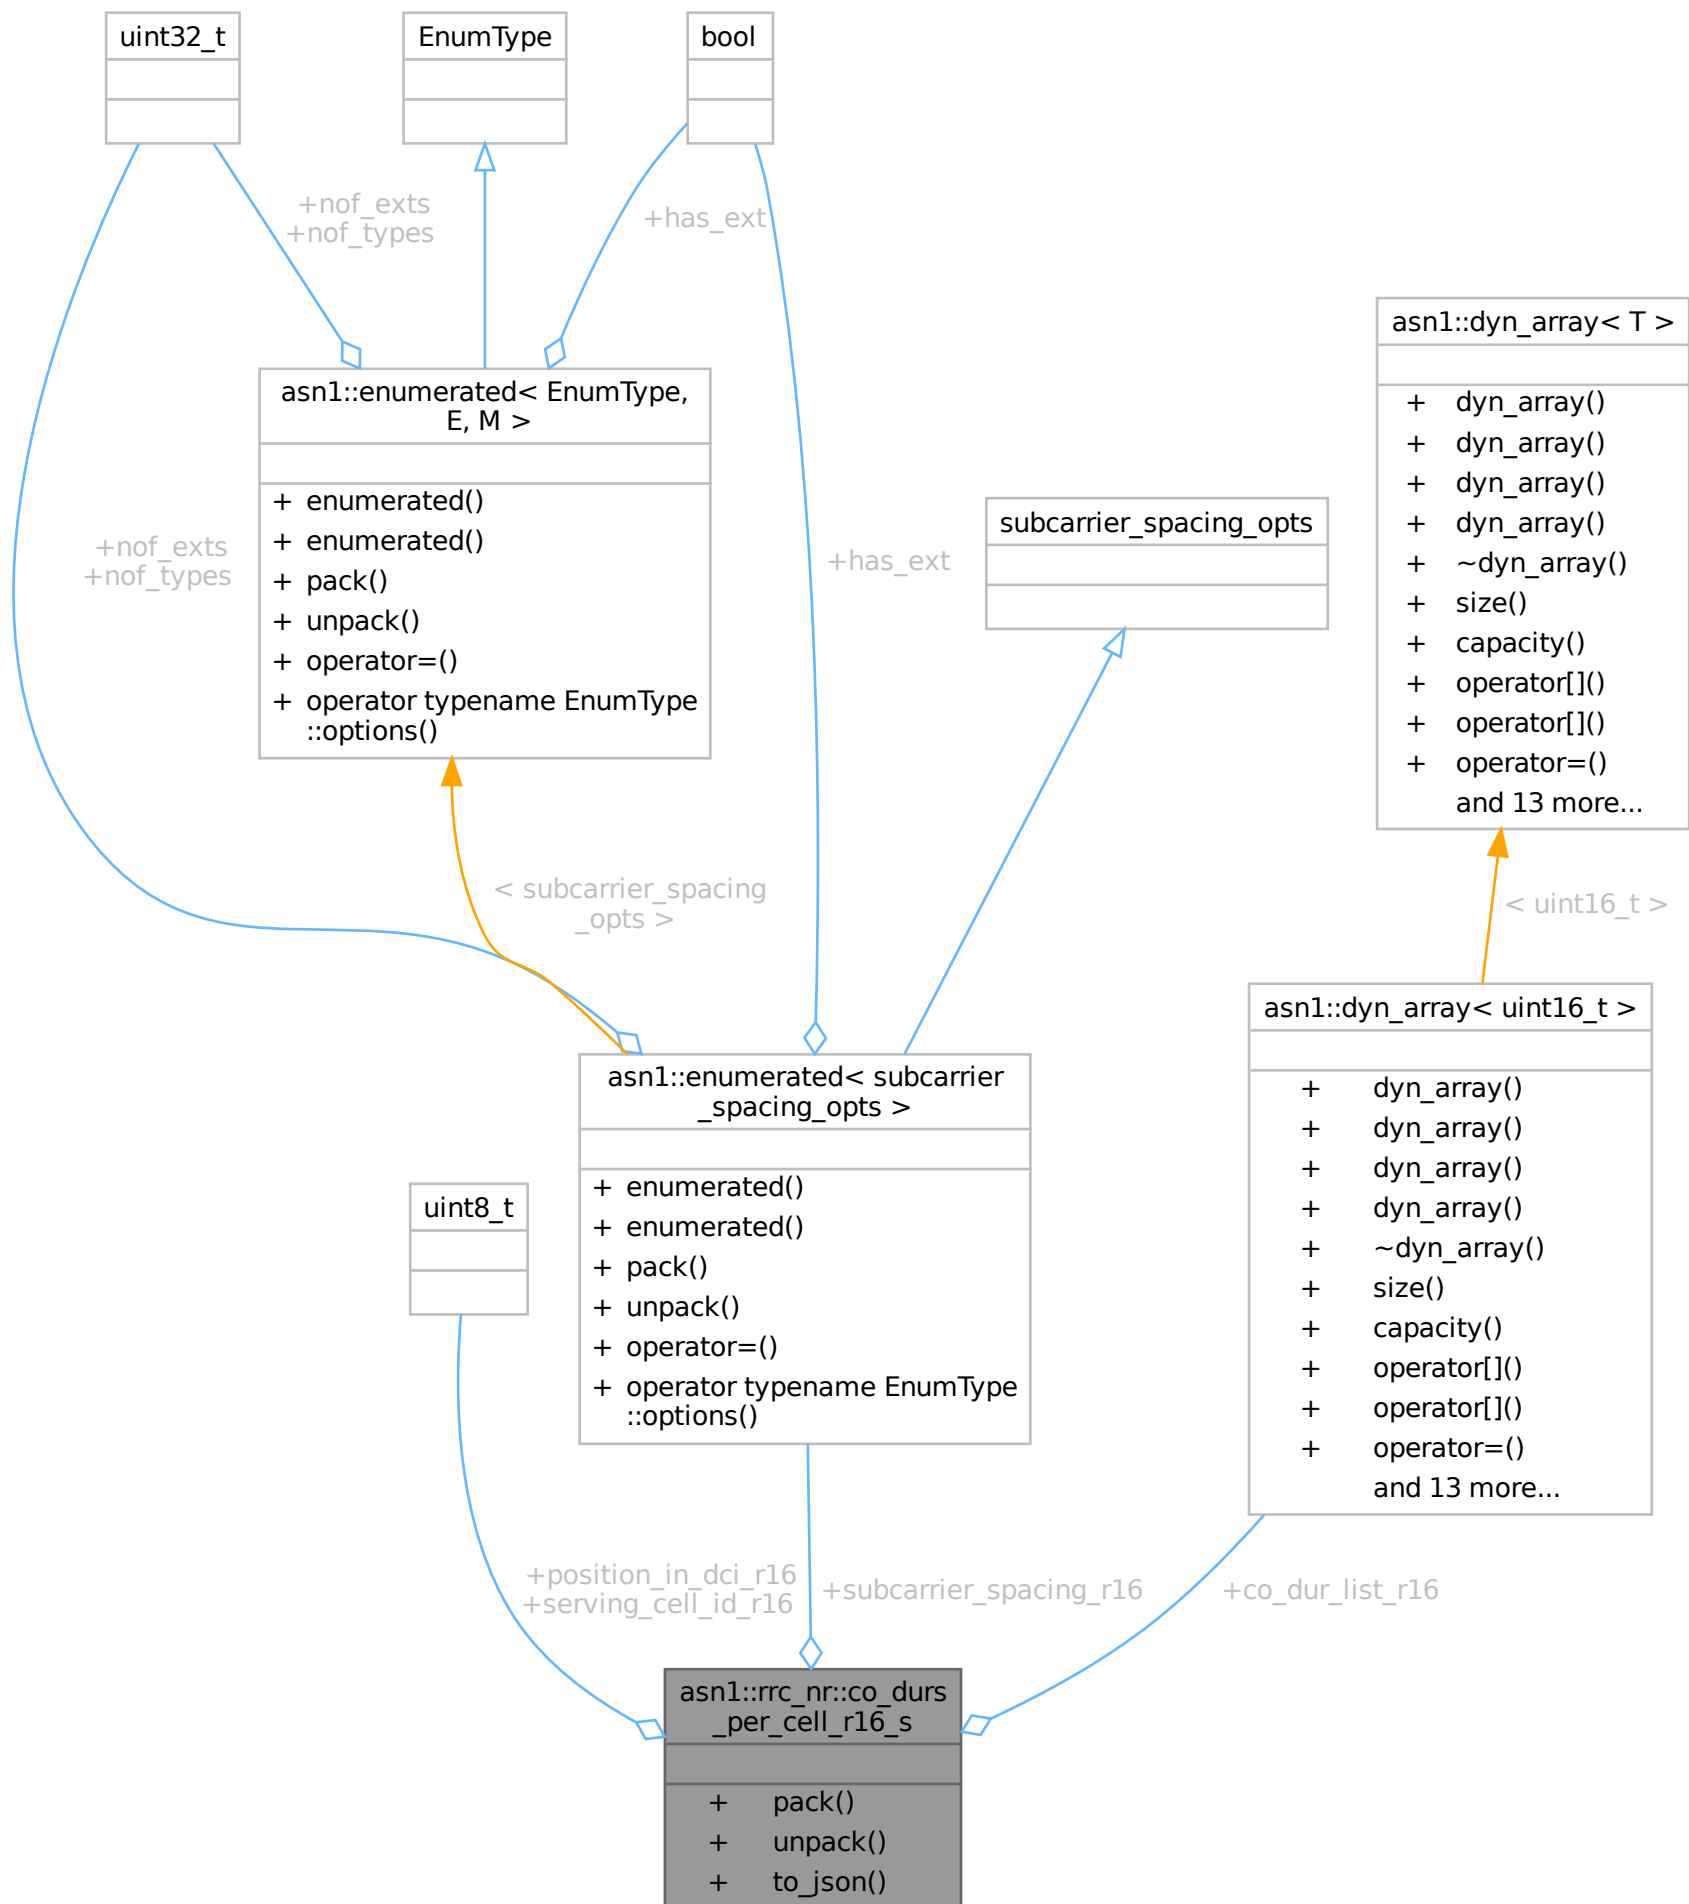 uint32_t
EnumType
bool
+nof_exts
+nof_types
+has_ext
asn1::dyn_array< T >
+ dyn_array()
+ dyn_array()
+ dyn_array()
+ dyn_array()
+ ~dyn_array()
+ size()
+ capacity()
+ operator[]()
+ operator[]()
+ operator=()
and 13 more...
asn1::enumerated< EnumType,
E, M >
+ enumerated()
+ enumerated()
+ pack()
+ unpack()
+ operator=()
+ operator typename EnumType
::options()
+nof_exts
+nof_types
+has_ext
subcarrier_spacing_opts
< subcarrier_spacing
_opts >
< uint16_t >
asn1::dyn_array< uint16_t >
+ dyn_array()
+ dyn_array()
+ dyn_array()
+ dyn_array()
+ ~dyn_array()
+ size()
+ capacity()
+ operator[]()
+ operator[]()
+ operator=()
and 13 more...
asn1::enumerated< subcarrier
_spacing_opts >
+ enumerated()
+ enumerated()
+ pack()
+ unpack()
+ operator=()
+ operator typename EnumType
::options()
uint8_t
+position_in_dci_r16
+serving_cell_id_r16
+subcarrier_spacing_r16
+co_dur_list_r16
asn1::rrc_nr::co_durs
_per_cell_r16_s
+ pack()
+ unpack()
+ to_json()